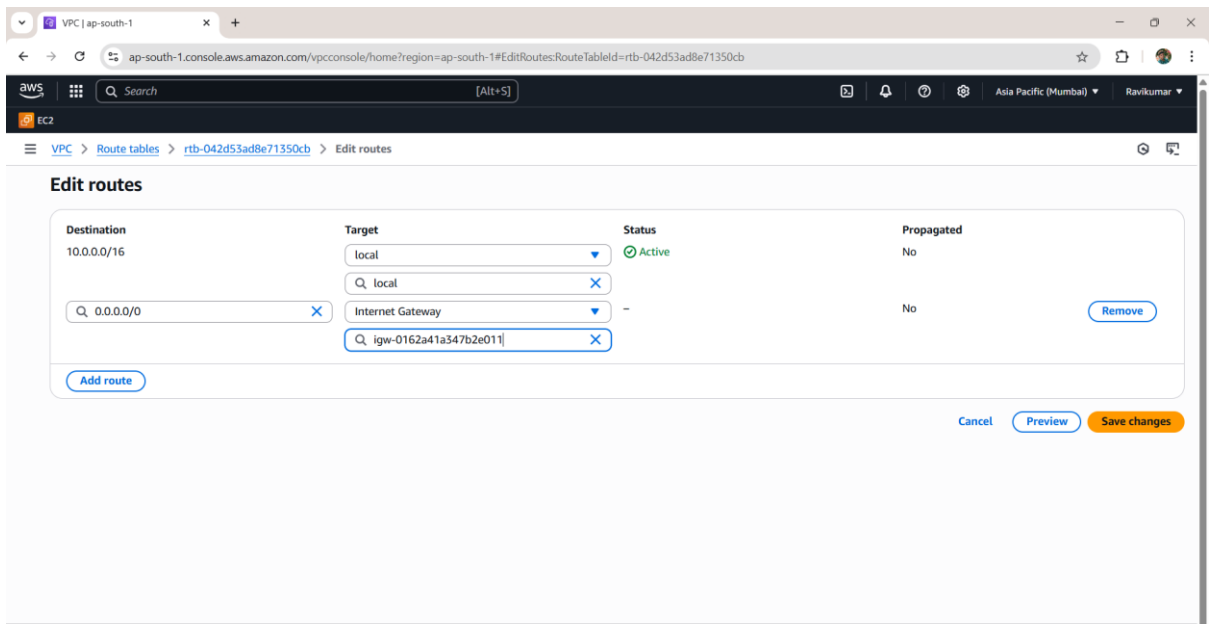 VPC | ap-south-1
ap-south-1.console.aws.amazon.com/vpcconsole/home?region=ap-south-1#EditRoutes:RouteTableId=rtb-042d53ad8e71350cb
aws Search [Alt+S] Asia Pacific (Mumbai) Ravikumar
EC2
VPC > Route tables > rtb-042d53ad8e71350cb > Edit routes
Edit routes
Destination Target Status Propagated
10.0.0.0/16 local Active No
local
0.0.0.0/0 Internet Gateway – No Remove
igw-0162a41a347b2e011
Add route
Cancel Preview Save changes